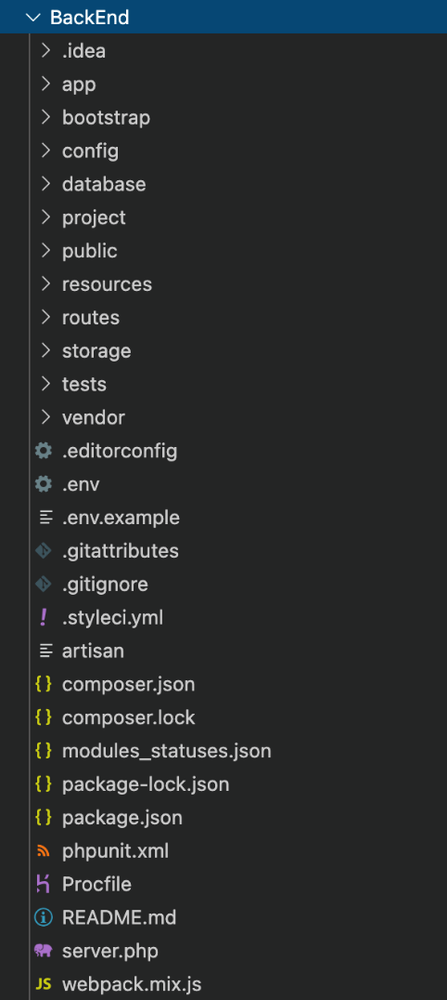 BackEnd
.idea
app
bootstrap
config
database
project
public
resources
routes
storage
tests
vendor
.editorconfig
.env
.env.example
.gitattributes
.gitignore
.styleci.yml
artisan
composer.json
composer.lock
modules_statuses.json
package-lock.json
package.json
phpunit.xml
Procfile
README.md
server.php
JS webpack.mix.js